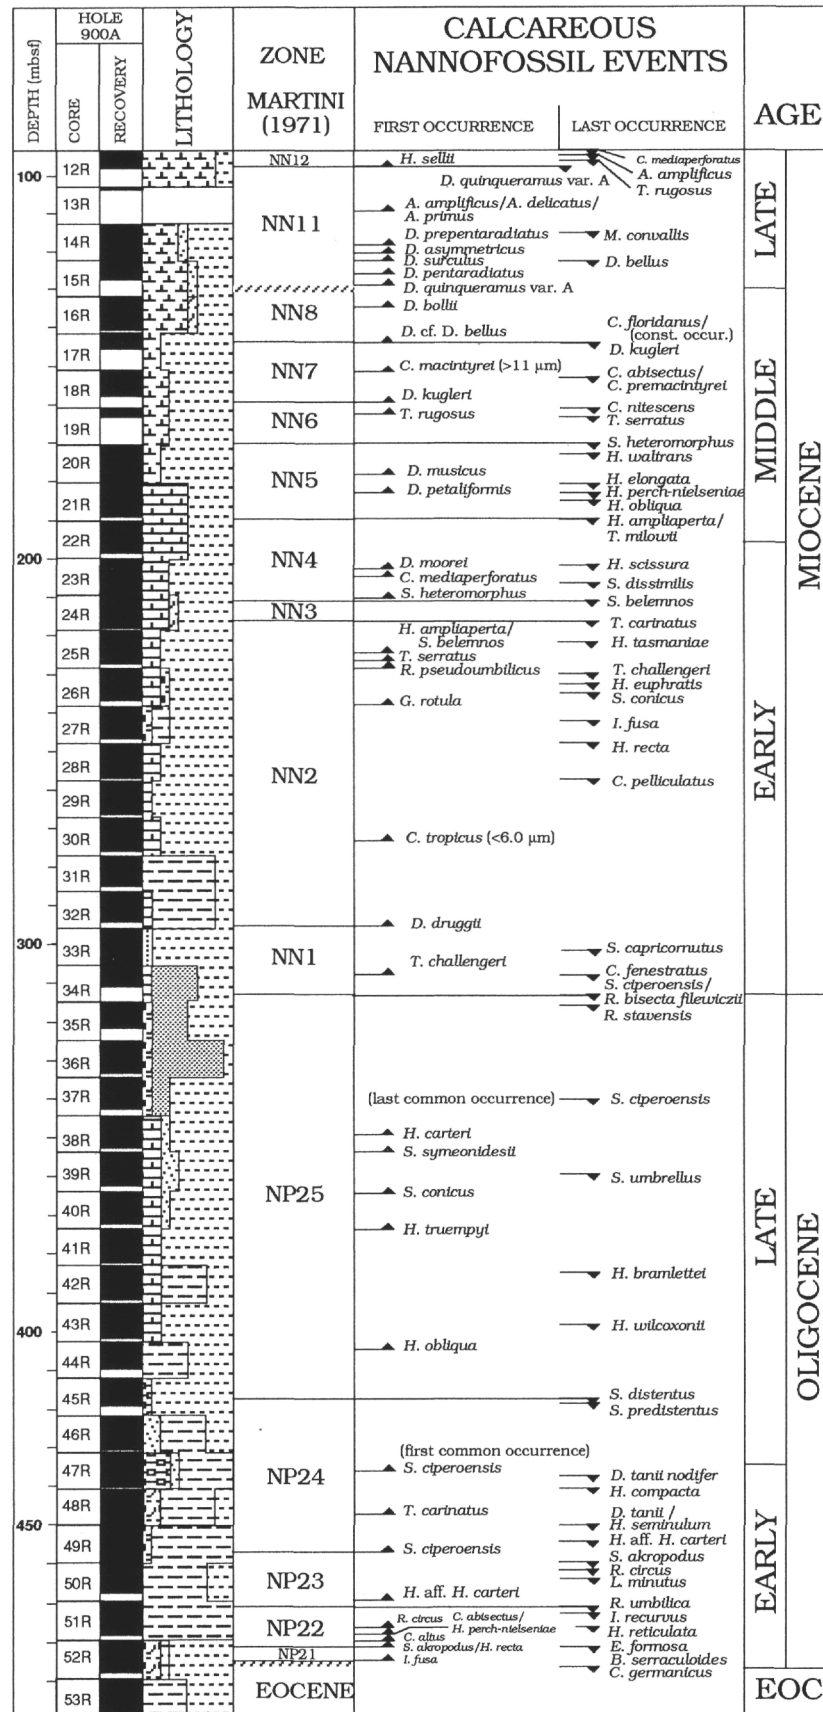 HOLE
900A
DEPTH (mbsf)
CORE
RECOVERY
LITHOLOGY
ZONE
MARTINI
(1971)
CALCAREOUS
NANNOFOSSIL EVENTS
FIRST OCCURRENCE
LAST OCCURRENCE
AGE
100
200
300
400
450
12R
13R
14R
15R
16R
17R
18R
19R
20R
21R
22R
23R
24R
25R
26R
27R
28R
29R
30R
31R
32R
33R
34R
35R
36R
37R
38R
39R
40R
41R
42R
43R
44R
45R
46R
47R
48R
49R
50R
51R
52R
53R
NN12
NN11
NN8
NN7
NN6
NN5
NN4
NN3
NN2
NN1
NP25
NP24
NP23
NP22
NP21
EOCENE
H. sellii
D. quinqueramus var. A
A. amplificus/A. delicatus/
A. primus
D. prepentaradiatus
D. asymmetricus
D. surculus
D. pentaradiatus
D. quinqueramus var. A
D. bollii
D. cf. D. bellus
C. macintyrei (>11 μm)
D. kugleri
T. rugosus
D. musicus
D. petaliformis
D. moorei
C. mediaperforatus
S. heteromorphus
H. ampliaperta/
S. belemnos
T. serratus
R. pseudoumbilicus
G. rotula
C. tropicus (<6.0 μm)
D. druggii
T. challengeri
(last common occurrence)
H. carteri
S. symeonidesii
S. conicus
H. truempyi
H. obliqua
(first common occurrence)
S. ciperoensis
T. carinatus
S. ciperoensis
H. aff. H. carteri
R. circus
C. abisectus/
H. perch-nielseniae
C. altus
S. akropodus/H. recta
I. fusa
C. mediaperforatus
A. amplificus
T. rugosus
M. convallis
D. bellus
C. floridanus/
(const. occur.)
D. kugleri
C. abisectus/
C. premacintyrei
C. nitescens
T. serratus
S. heteromorphus
H. waltrans
H. elongata
H. perch-nielseniae
H. obliqua
H. ampliaperta/
T. milowii
H. scissura
S. dissimilis
S. belemnos
T. carinatus
H. tasmaniae
T. challengeri
H. euphratis
S. conicus
I. fusa
H. recta
C. pelliculatus
S. capricornutus
C. fenestratus
S. ciperoensis/
R. bisecta filewiczii
R. stavensis
S. ciperoensis
S. umbrellus
H. bramlettei
H. wilcoxonii
S. distentus
S. predistentus
D. tanii nodifer
H. compacta
D. tanii /
H. seminulum
H. aff. H. carteri
S. akropodus
R. circus
L. minutus
R. umbilica
I. recurvus
H. reticulata
E. formosa
B. serraculoides
C. germanicus
LATE
MIDDLE
EARLY
MIOCENE
LATE
EARLY
OLIGOCENE
EOC